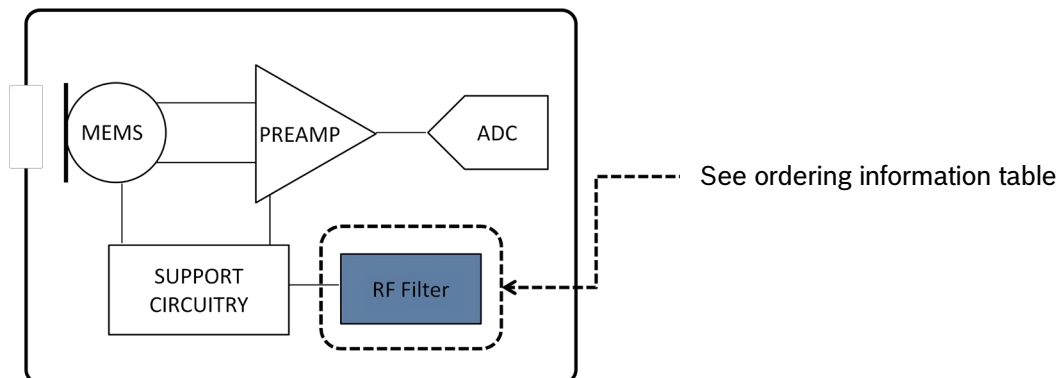 MEMS
PREAMP
ADC
See ordering information table
SUPPORT
CIRCUITRY
RF Filter